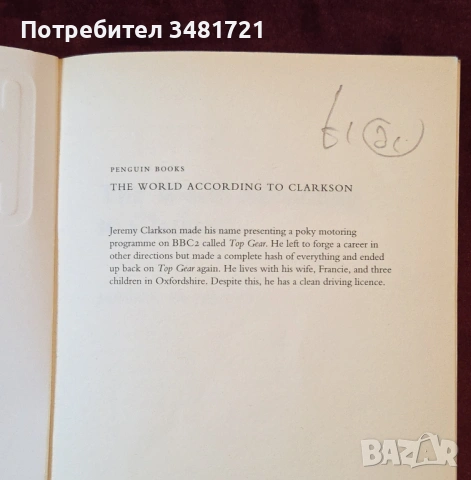 Потребител 3481721
PENGUIN BOOKS
THE WORLD ACCORDING TO CLARKSON
Jeremy Clarkson made his name presenting a poky motoring
programme on BBC2 called Top Gear. He left to forge a career in
other directions but made a complete hash of everything and ended
up back on Top Gear again. He lives with his wife, Francie, and three
children in Oxfordshire. Despite this, he has a clean driving licence.
BAZAR